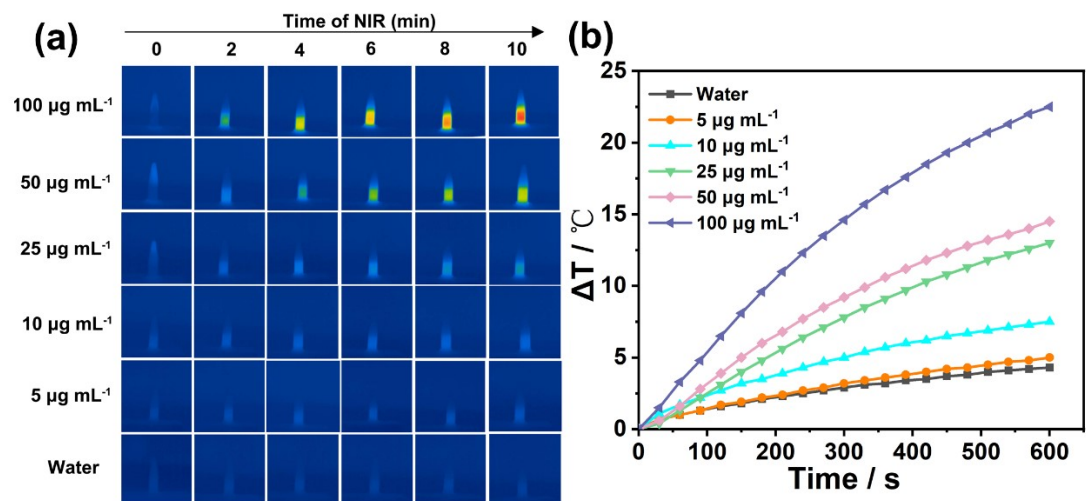 (a)
Time of NIR (min)
0 2 4 6 8 10
100 µg mL⁻¹
50 µg mL⁻¹
25 µg mL⁻¹
10 µg mL⁻¹
5 µg mL⁻¹
Water
(b)
25
20
15
10
5
0
ΔT / ℃
Water
5 µg mL⁻¹
10 µg mL⁻¹
25 µg mL⁻¹
50 µg mL⁻¹
100 µg mL⁻¹
0 100 200 300 400 500 600
Time / s